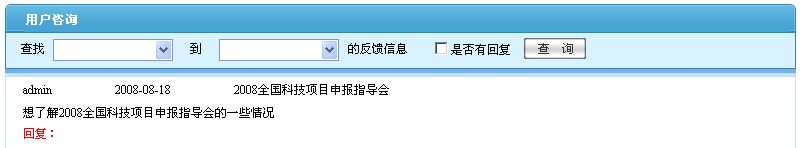 用户咨询
查找 到 的反馈信息 是否有回复 查 询
admin 2008-08-18 2008全国科技项目申报指导会
想了解2008全国科技项目申报指导会的一些情况
回复：